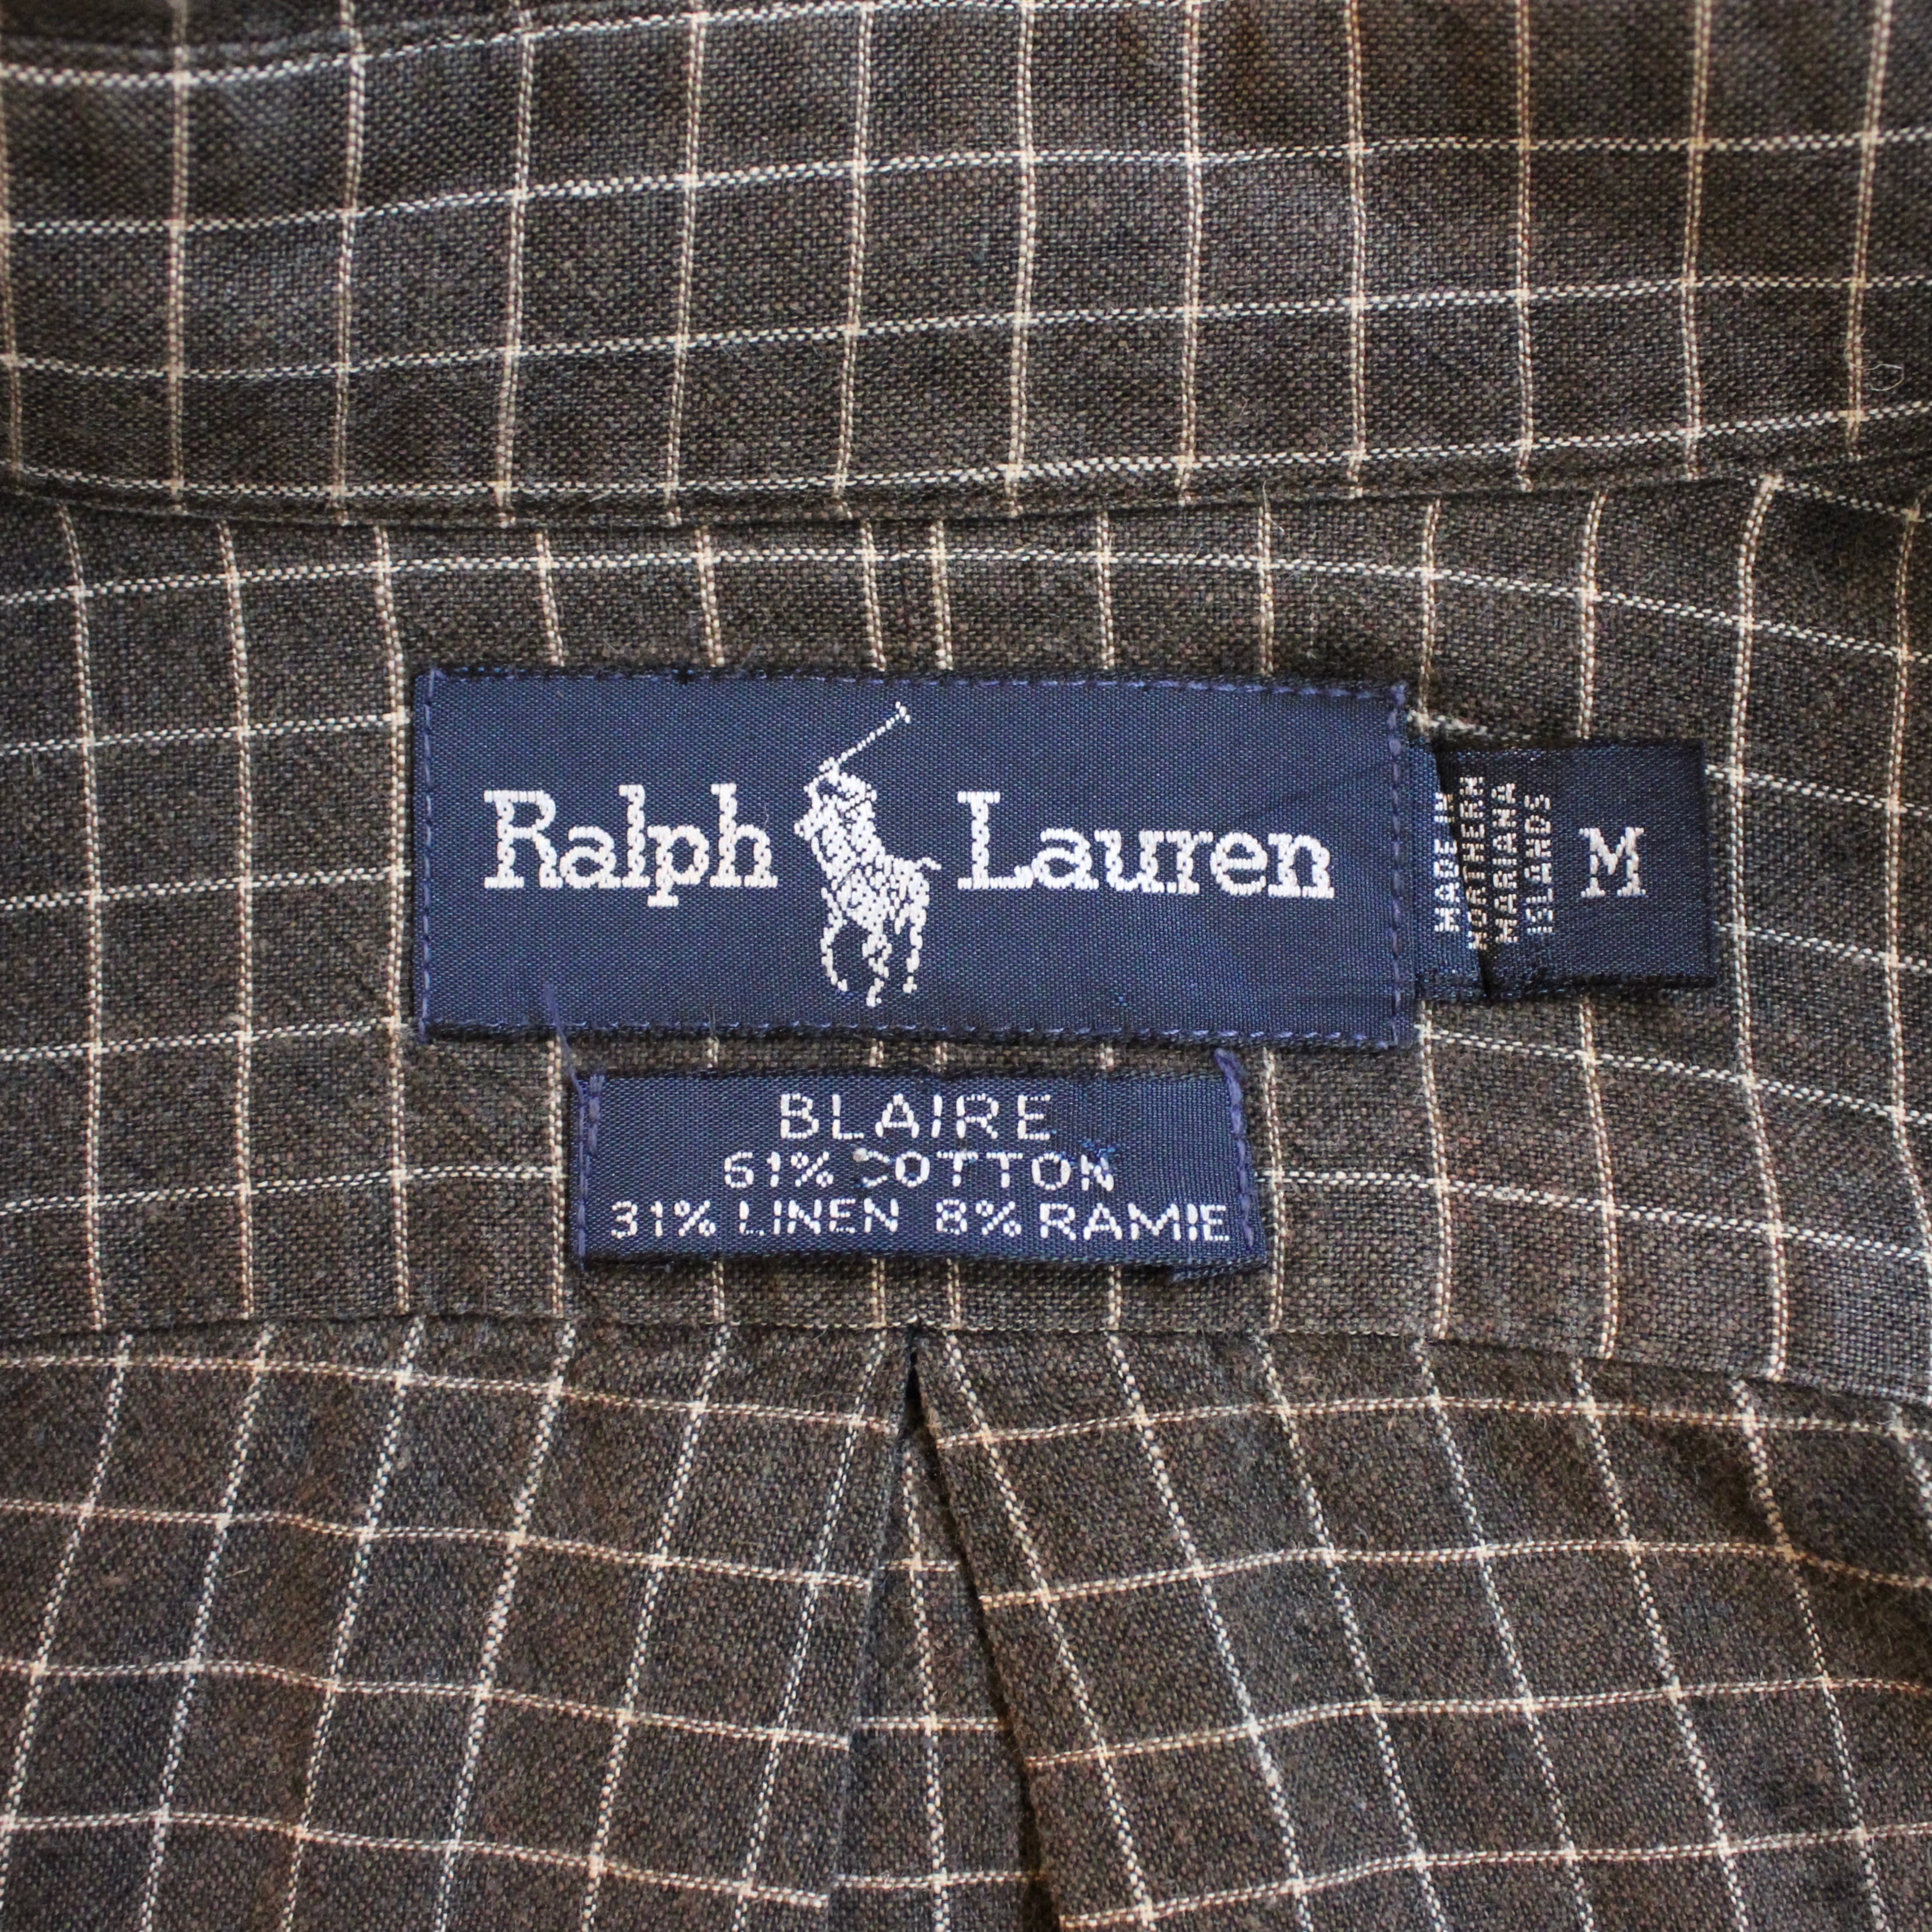 Ralph Lauren
MADE IN
NORTHERN
MARIANA
ISLANDS
M
BLAIRE
61% COTTON
31% LINEN 8% RAMIE